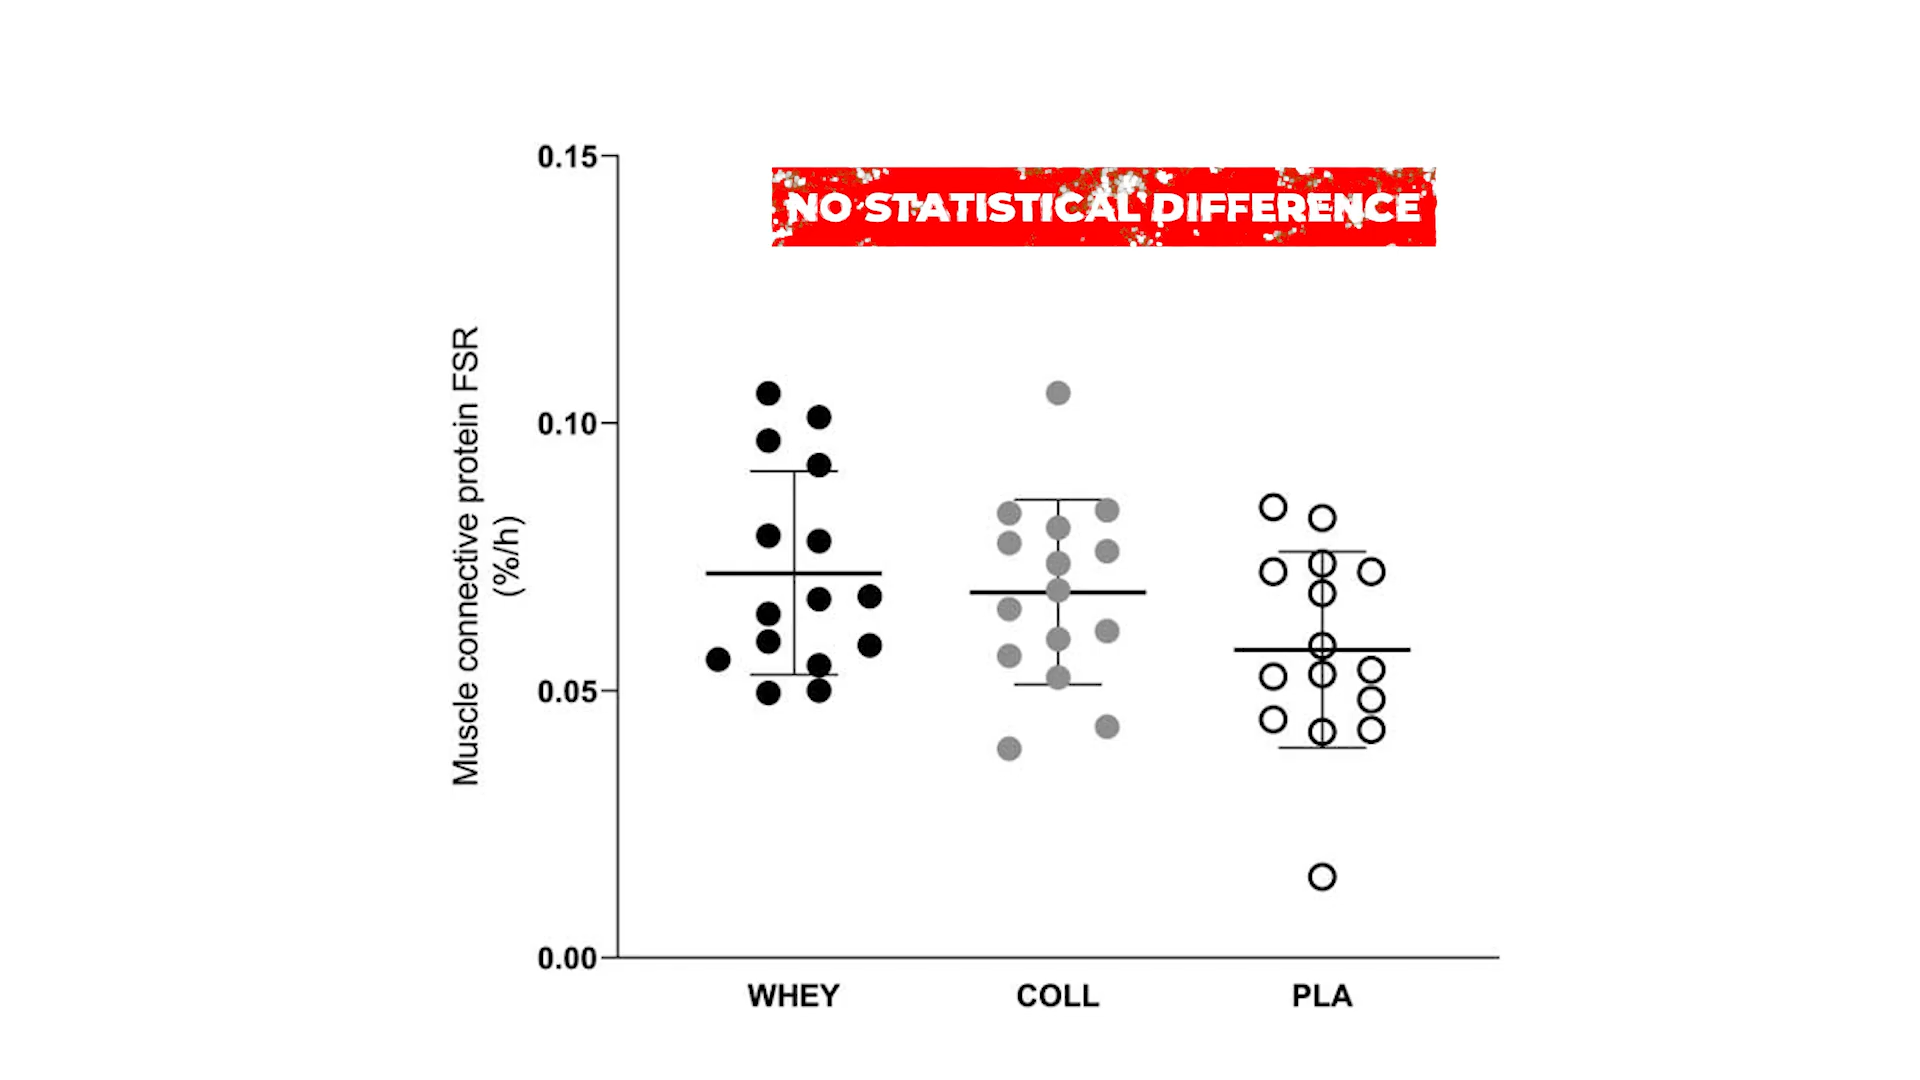 0.15
NO STATISTICAL DIFFERENCE
0.10
Muscle connective protein FSR
(%/h)
0.05
0.00
WHEY
COLL
PLA